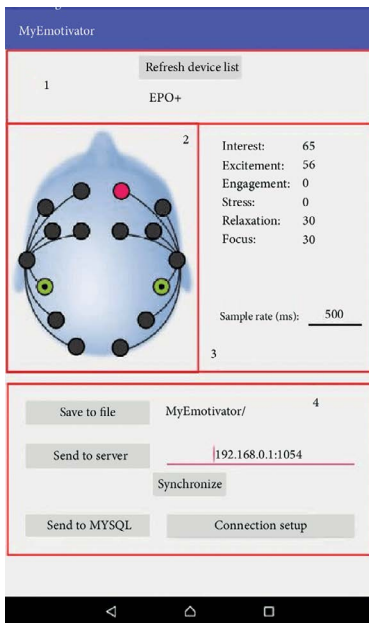 MyEmotivator
Refresh device list
1
EPO+
2
Interest: 65
Excitement: 56
Engagement: 0
Stress: 0
Relaxation: 30
Focus: 30
Sample rate (ms): 500
3
4
Save to file MyEmotivator/
Send to server 192.168.0.1:1054
Synchronize
Send to MYSQL Connection setup